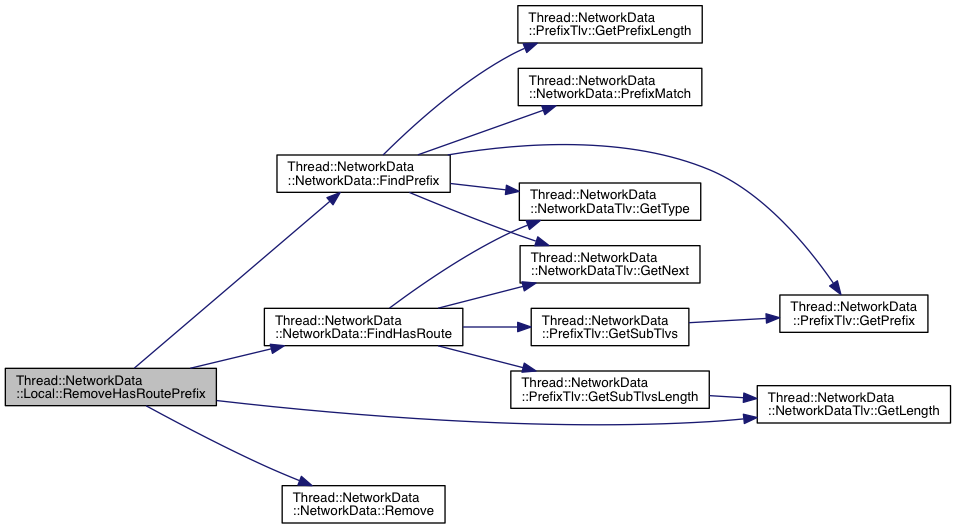 Thread::NetworkData
::PrefixTlv::GetPrefixLength
Thread::NetworkData
::NetworkData::PrefixMatch
Thread::NetworkData
::NetworkData::FindPrefix
Thread::NetworkData
::NetworkDataTlv::GetType
Thread::NetworkData
::NetworkDataTlv::GetNext
Thread::NetworkData
::PrefixTlv::GetPrefix
Thread::NetworkData
::NetworkData::FindHasRoute
Thread::NetworkData
::PrefixTlv::GetSubTlvs
Thread::NetworkData
::Local::RemoveHasRoutePrefix
Thread::NetworkData
::PrefixTlv::GetSubTlvsLength
Thread::NetworkData
::NetworkDataTlv::GetLength
Thread::NetworkData
::NetworkData::Remove